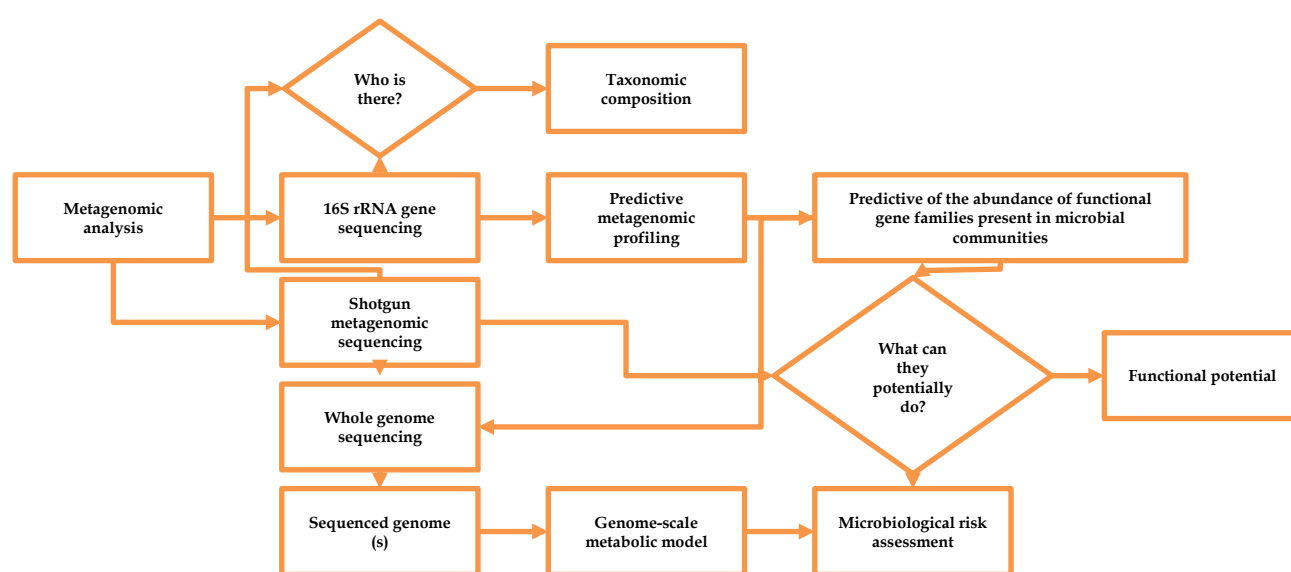 Who is
there?
Taxonomic
composition
Metagenomic
analysis
16S rRNA gene
sequencing
Predictive
metagenomic
profiling
Predictive of the abundance of functional
gene families present in microbial
communities
Shotgun
metagenomic
sequencing
What can
they
potentially
do?
Functional potential
Whole genome
sequencing
Sequenced genome
(s)
Genome-scale
metabolic model
Microbiological risk
assessment